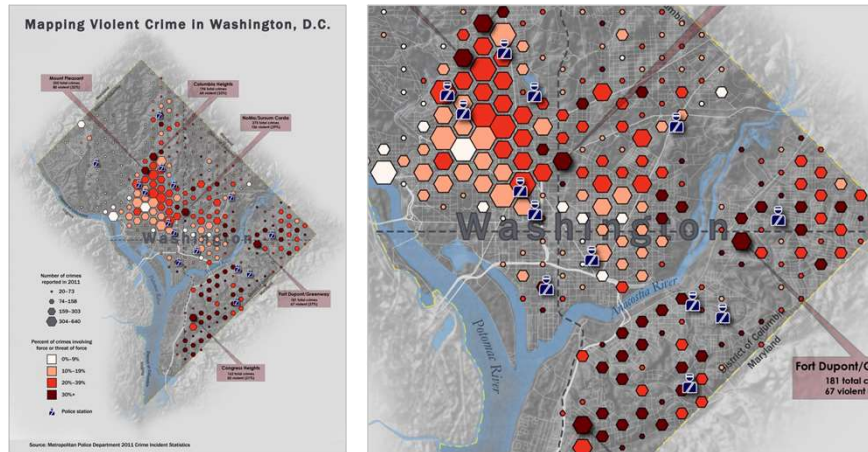 Mapping Violent Crime in Washington, D.C.
Mount Pleasant
Columbia Heights
NoMa/Sursum Corda
Washington
Number of crimes
reported in 2011
20–73
74–158
159–303
304–640
Percent of crimes involving
force or threat of force
0%–9%
10%–19%
20%–39%
30%+
Police station
Fort Dupont/Greenway
Congress Heights
Source: Metropolitan Police Department 2011 Crime Incident Statistics
Columbia
Washington
Anacostia River
Potomac River
District of Columbia
Maryland
Fort Dupont/G
181 total c
67 violent